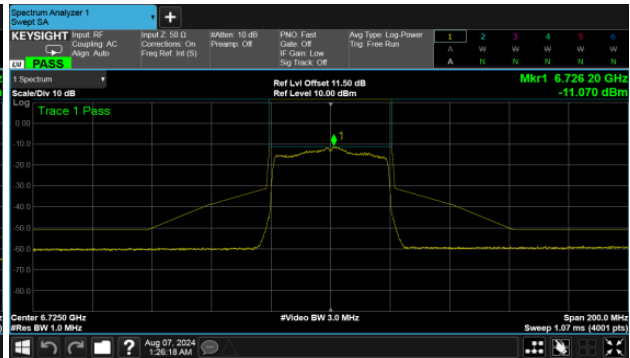 Spectrum Analyzer 1
Swept SA
+
KEYSIGHT Input: RF
Coupling: AC
Align: Auto
Input Z: 50 Ω
Corrections: On
Freq Ref: Int (S)
#Atten: 10 dB
Preamp: Off
PNO: Fast
Gate: Off
IF Gain: Low
Sig Track: Off
Avg Type: Log-Power
Trig: Free Run
1 2 3 4 5 6
A W W W W W
A N N N N N
LXI PASS
1 Spectrum
Scale/Div 10 dB
Ref Lvl Offset 11.50 dB
Ref Level 10.00 dBm
Mkr1 6.726 20 GHz
-11.070 dBm
Log
Trace 1 Pass
1
0.00
-10.0
-20.0
-30.0
-40.0
-50.0
-60.0
-70.0
-80.0
Center 6.7250 GHz
#Res BW 1.0 MHz
#Video BW 3.0 MHz
Span 200.0 MHz
Sweep 1.07 ms (4001 pts)
?
Aug 07, 2024
1:26:18 AM